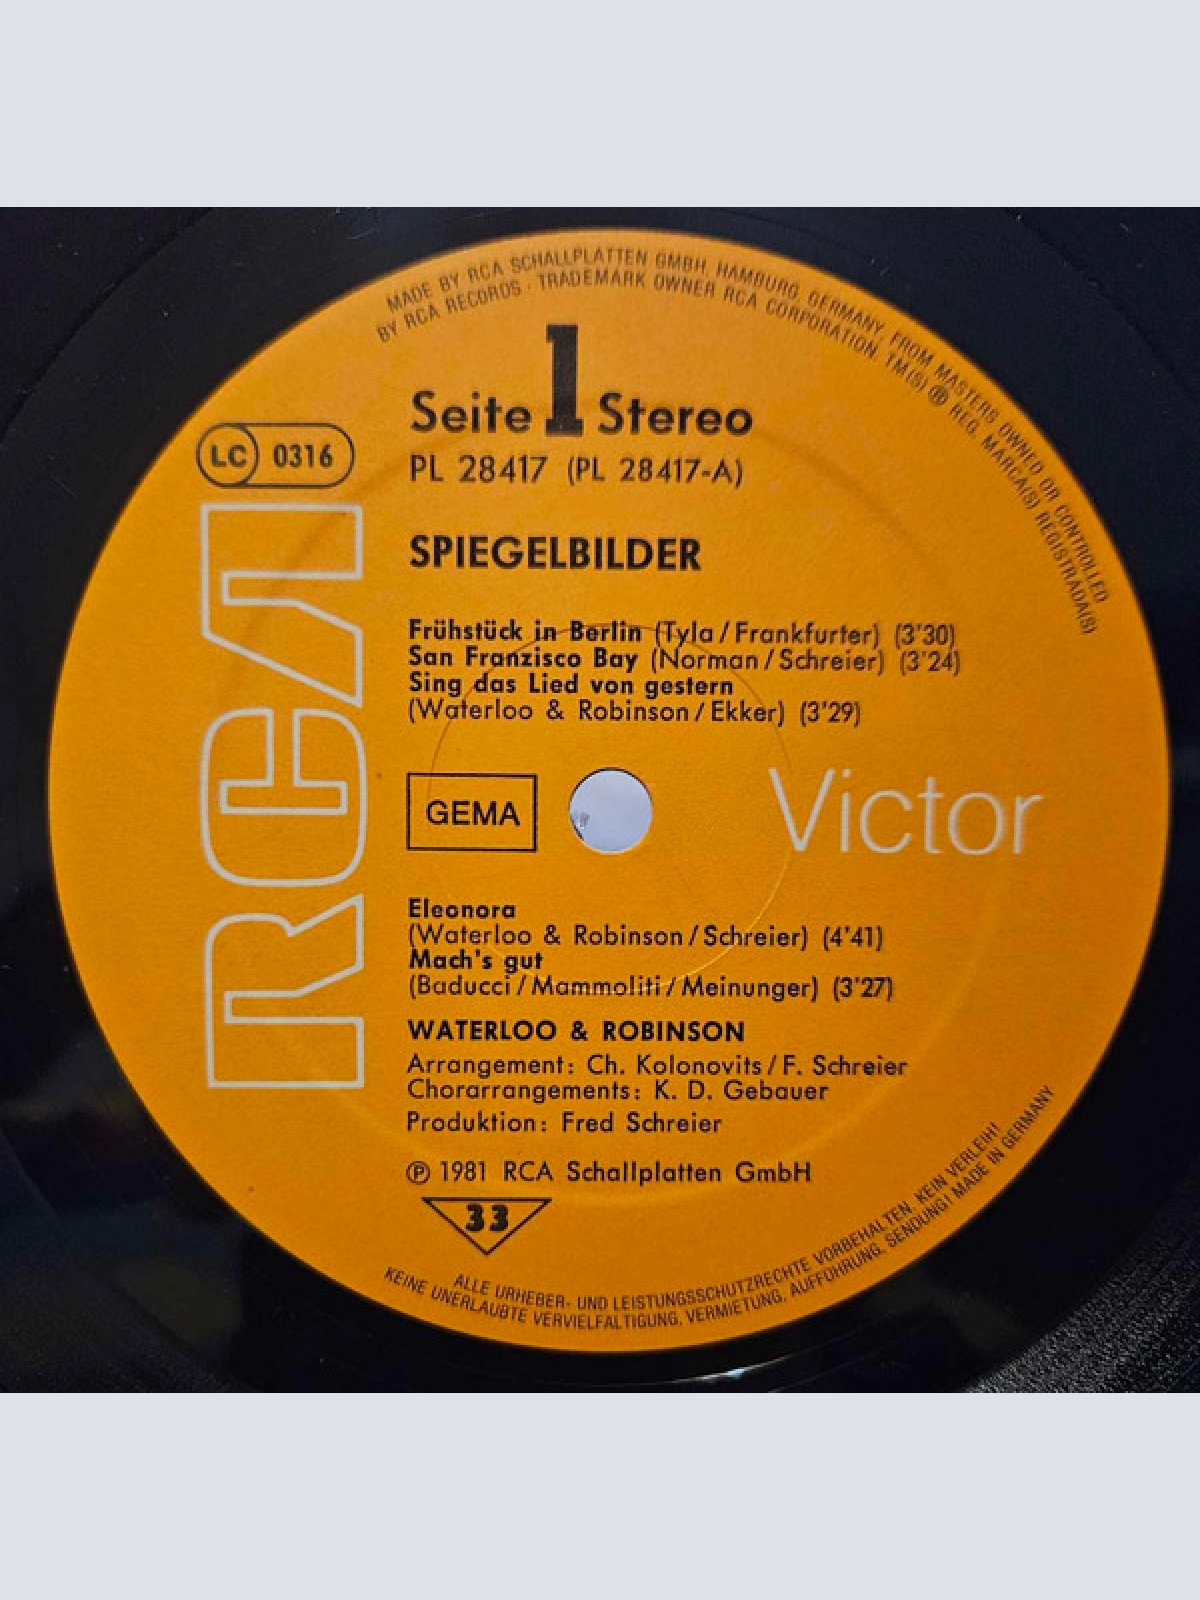 MADE BY RCA SCHALLPLATTEN GMBH, HAMBURG, GERMANY, FROM MASTERS OWNED OR CONTROLLED
BY RCA RECORDS · TRADEMARK OWNER RCA CORPORATION. TM(S) ® REG. MARCA(S) REGISTRADA(S)
Seite 1 Stereo
LC 0316
PL 28417 (PL 28417-A)
RCA
SPIEGELBILDER
Frühstück in Berlin (Tyla/Frankfurter) (3'30)
San Franzisco Bay (Norman/Schreier) (3'24)
Sing das Lied von gestern
(Waterloo & Robinson/Ekker) (3'29)
GEMA
Victor
Eleonora
(Waterloo & Robinson/Schreier) (4'41)
Mach's gut
(Baducci/Mammoliti/Meinunger) (3'27)
WATERLOO & ROBINSON
Arrangement: Ch. Kolonovits/F. Schreier
Chorarrangements: K. D. Gebauer
Produktion: Fred Schreier
℗ 1981 RCA Schallplatten GmbH
33
ALLE URHEBER- UND LEISTUNGSSCHUTZRECHTE VORBEHALTEN. KEIN VERLEIH!
KEINE UNERLAUBTE VERVIELFALTIGUNG, VERMIETUNG, AUFFÜHRUNG, SENDUNG! MADE IN GERMANY